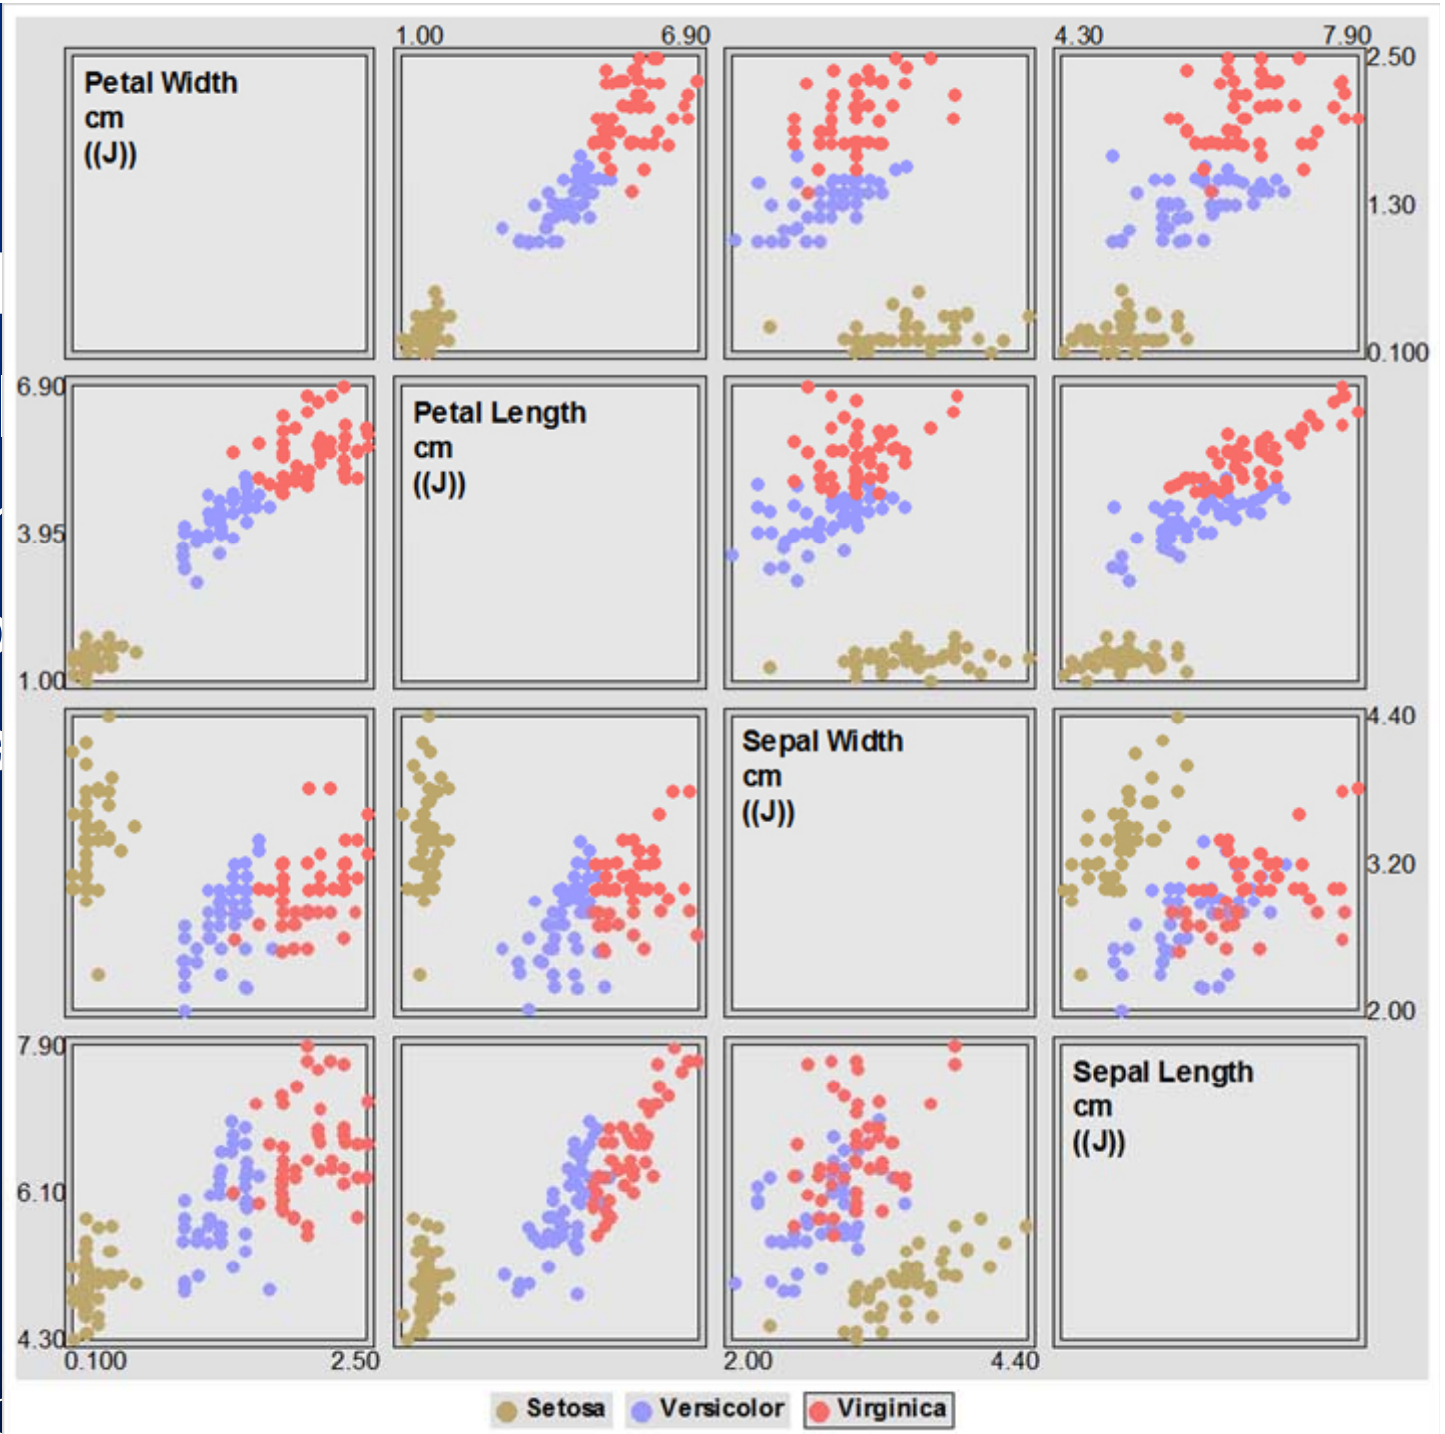 1.00 6.90 4.30 7.90
Petal Width
cm
((J))
2.50
1.30
0.100
6.90
3.95
1.00
Petal Length
cm
((J))
Sepal Width
cm
((J))
4.40
3.20
2.00
7.90
6.10
4.30
Sepal Length
cm
((J))
0.100 2.50 2.00 4.40
Setosa Versicolor Virginica